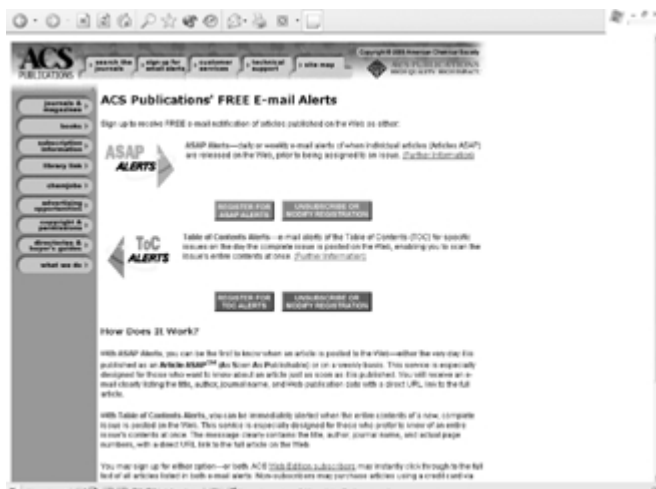 ACS
PUBLICATIONS
search the journals
sign up for email alerts
customer services
technical support
site map
Copyright © American Chemical Society
ACS PUBLICATIONS
HIGH QUALITY. HIGH IMPACT.
journals & magazines
books
subscription information
library link
chemjobs
advertising opportunities
copyright & permissions
directories & buyer's guides
what we do
ACS Publications' FREE E-mail Alerts
Sign up to receive FREE e-mail notification of articles published on the Web as either:
ASAP
ALERTS
ASAP Alerts—daily or weekly e-mail alerts of when individual articles (Articles ASAP)
are released on the Web, prior to being assigned to an issue. (Further Information)
REGISTER FOR
ASAP ALERTS
UNSUBSCRIBE OR
MODIFY REGISTRATION
ToC
ALERTS
Table of Contents Alerts—e-mail alerts of the Table of Contents (TOC) for specific
issues on the day the complete issue is posted on the Web, enabling you to scan the
issue's entire contents at once. (Further Information)
REGISTER FOR
TOC ALERTS
UNSUBSCRIBE OR
MODIFY REGISTRATION
How Does It Work?
With ASAP Alerts, you can be the first to know when an article is posted to the Web—either the very day it is
published as an Article ASAP℠ (As Soon As Publishable) or on a weekly basis. This service is especially
designed for those who want to know about an article just as soon as it is published. You will receive an e-
mail clearly listing the title, author, journal name, and Web publication date with a direct URL link to the full
article.
With Table of Contents Alerts, you can be immediately alerted when the entire contents of a new, complete
issue is posted on the Web. This service is especially designed for those who prefer to know of an entire
issue's contents at once. The message clearly contains the title, author, journal name, and actual page
numbers, with a direct URL link to the full article on the Web.
You may sign up for either option—or both. ACS Web Edition subscribers may instantly click through to the full
text of all articles listed in both e-mail alerts. Non-subscribers may purchase articles using a credit card via